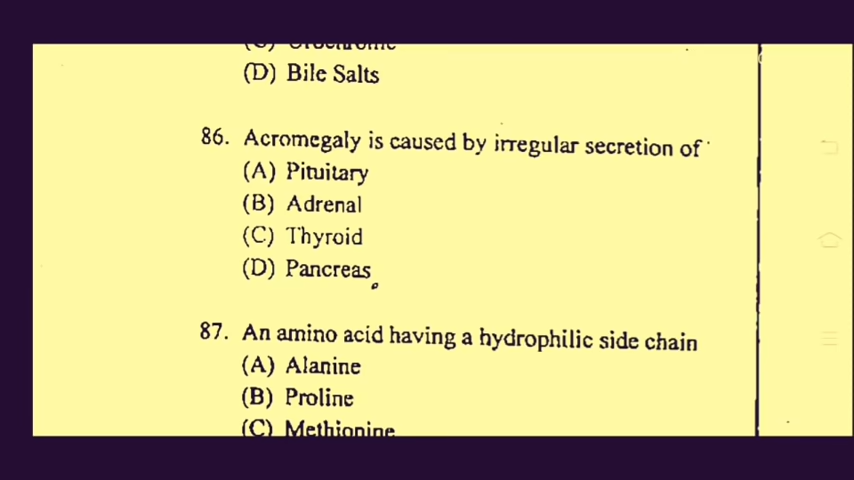 (D) Bile Salts
86. Acromegaly is caused by irregular secretion of
(A) Pituitary
(B) Adrenal
(C) Thyroid
(D) Pancreas
87. An amino acid having a hydrophilic side chain
(A) Alanine
(B) Proline
(C) Methionine